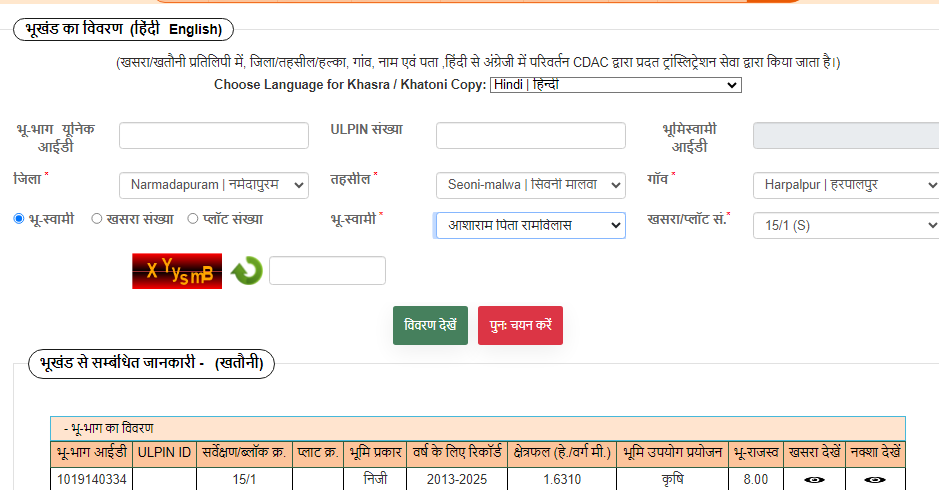 भूखंड का विवरण (हिंदी English)
(खसरा/खतौनी प्रतिलिपी में, जिला/तहसील/हल्का, गांव, नाम एवं पता ,हिंदी से अंग्रेजी में परिवर्तन CDAC द्वारा प्रदत ट्रांस्लिट्रेशन सेवा द्वारा किया जाता है।)
Choose Language for Khasra / Khatoni Copy: Hindi | हिन्दी
भू-भाग यूनिक आईडी ULPIN संख्या भूमिस्वामी आईडी
जिला * Narmadapuram | नर्मदापुरम तहसील * Seoni-malwa | सिवनी मालवा गाँव * Harpalpur | हरपालपुर
भू-स्वामी खसरा संख्या प्लॉट संख्या भू-स्वामी * आशाराम पिता रामविलास खसरा/प्लॉट सं.* 15/1 (S)
X Y y s m B
विवरण देखें पुनः चयन करें
भूखंड से सम्बंधित जानकारी - (खतौनी)
- भू-भाग का विवरण
भू-भाग आईडी ULPIN ID सर्वेक्षण/ब्लॉक क्र. प्लाट क्र. भूमि प्रकार वर्ष के लिए रिकॉर्ड क्षेत्रफल (हे./वर्ग मी.) भूमि उपयोग प्रयोजन भू-राजस्व खसरा देखें नक्शा देखें
1019140334 15/1 निजी 2013-2025 1.6310 कृषि 8.00